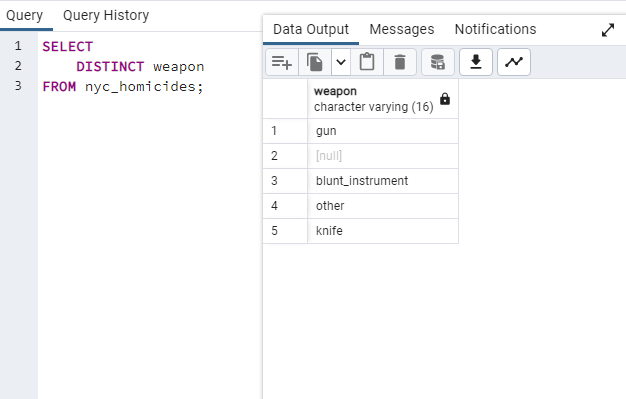 Query Query History
1 SELECT
2 DISTINCT weapon
3 FROM nyc_homicides;
Data Output Messages Notifications
weapon
character varying (16)
1 gun
2 [null]
3 blunt_instrument
4 other
5 knife